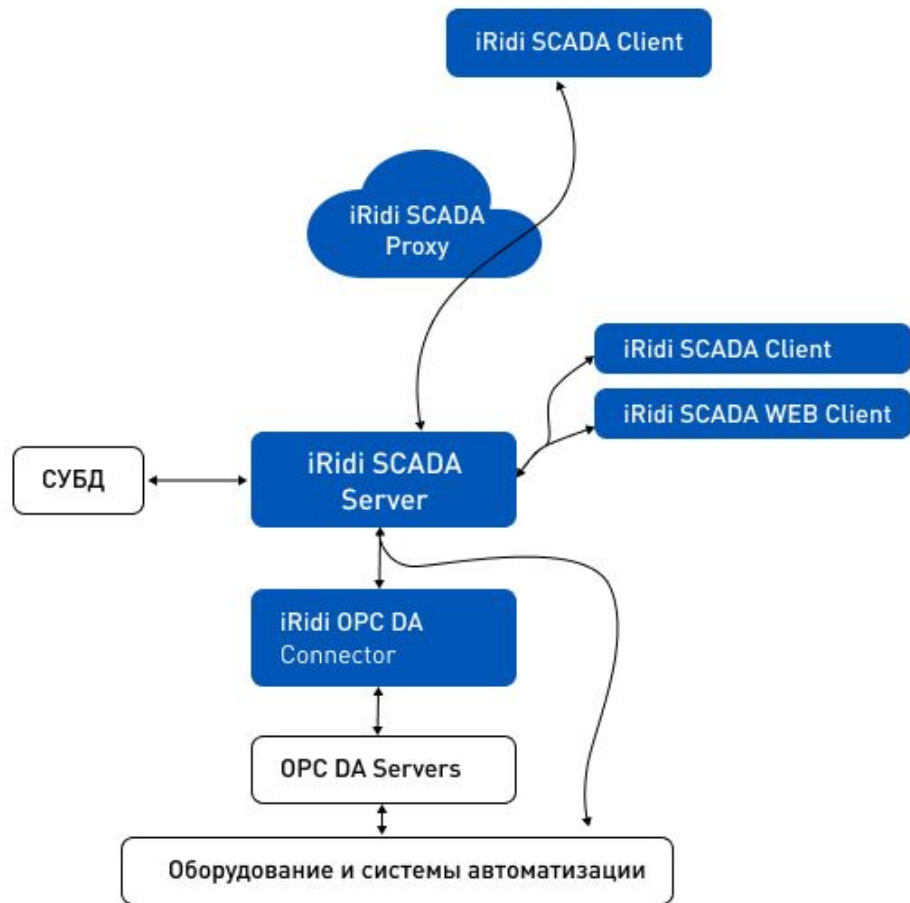 iRidi SCADA Client
iRidi SCADA
Proxy
iRidi SCADA Client
iRidi SCADA WEB Client
iRidi SCADA
Server
СУБД
iRidi OPC DA
Connector
OPC DA Servers
Оборудование и системы автоматизации